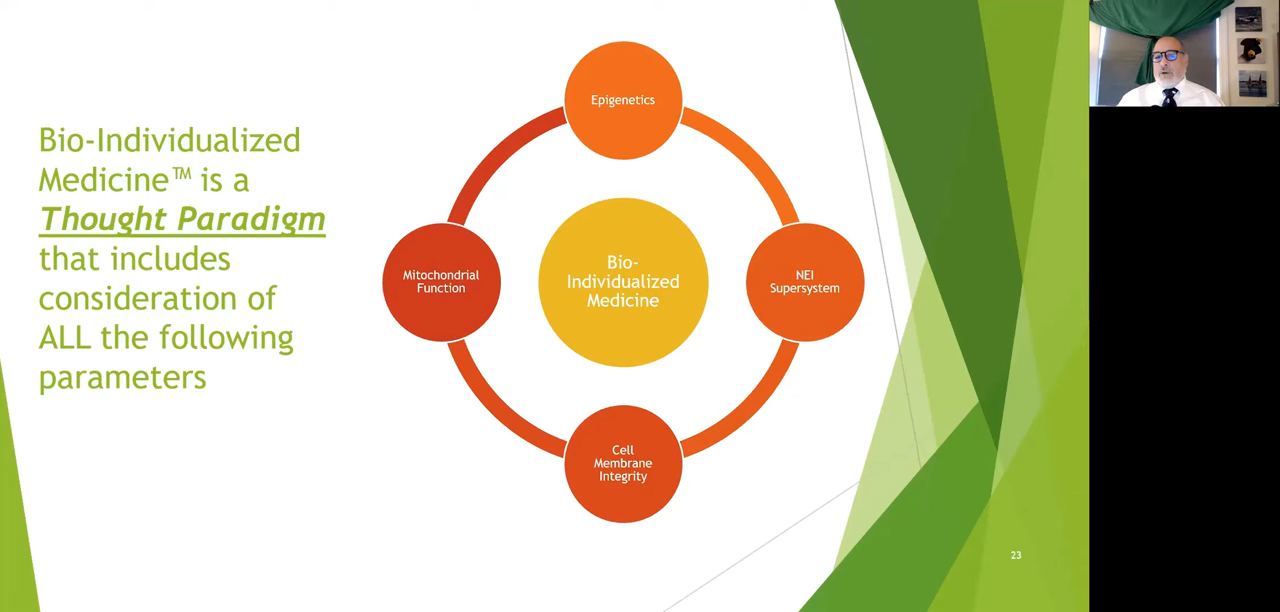 Bio-Individualized
Medicine™ is a
Thought Paradigm
that includes
consideration of
ALL the following
parameters
Epigenetics
Mitochondrial
Function
Bio-
Individualized
Medicine
NEI
Supersystem
Cell
Membrane
Integrity
23